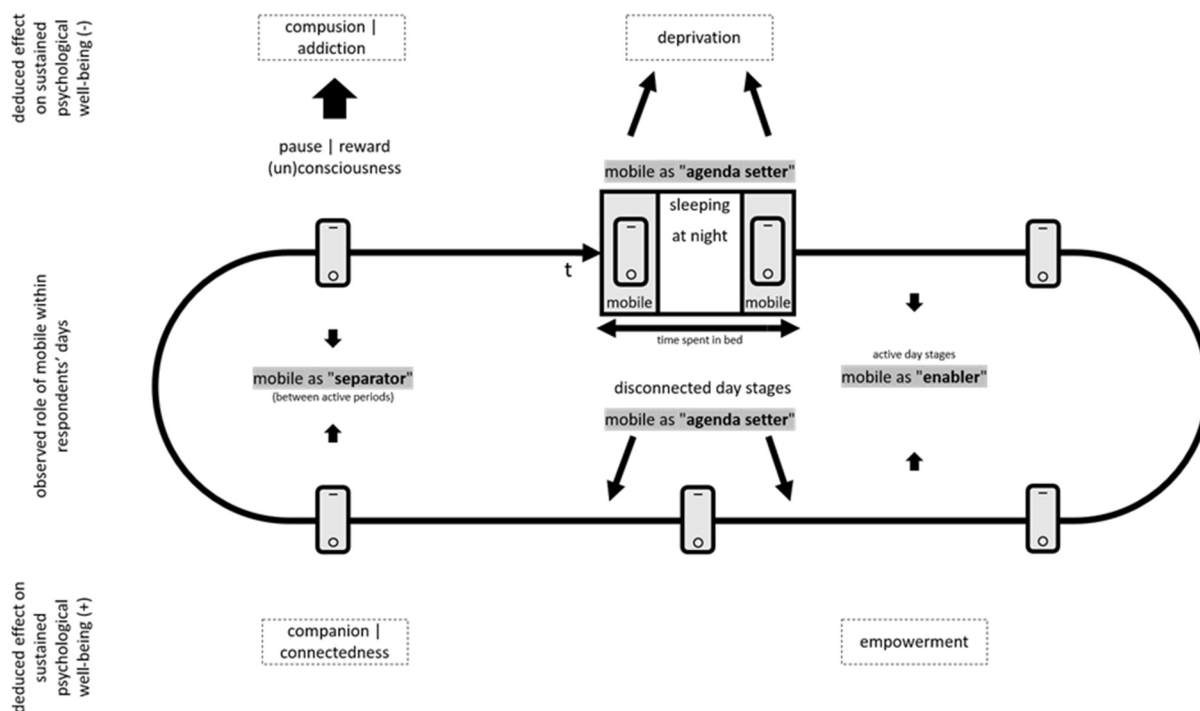 deduced effect
on sustained
psychological
well-being (-)
compusion |
addiction
deprivation
pause | reward
(un)consciousness
mobile as "agenda setter"
sleeping
at night
mobile
mobile
t
time spent in bed
observed role of mobile within
respondents' days
mobile as "separator"
(between active periods)
active day stages
mobile as "enabler"
disconnected day stages
mobile as "agenda setter"
deduced effect on
sustained
psychological
well-being (+)
companion |
connectedness
empowerment